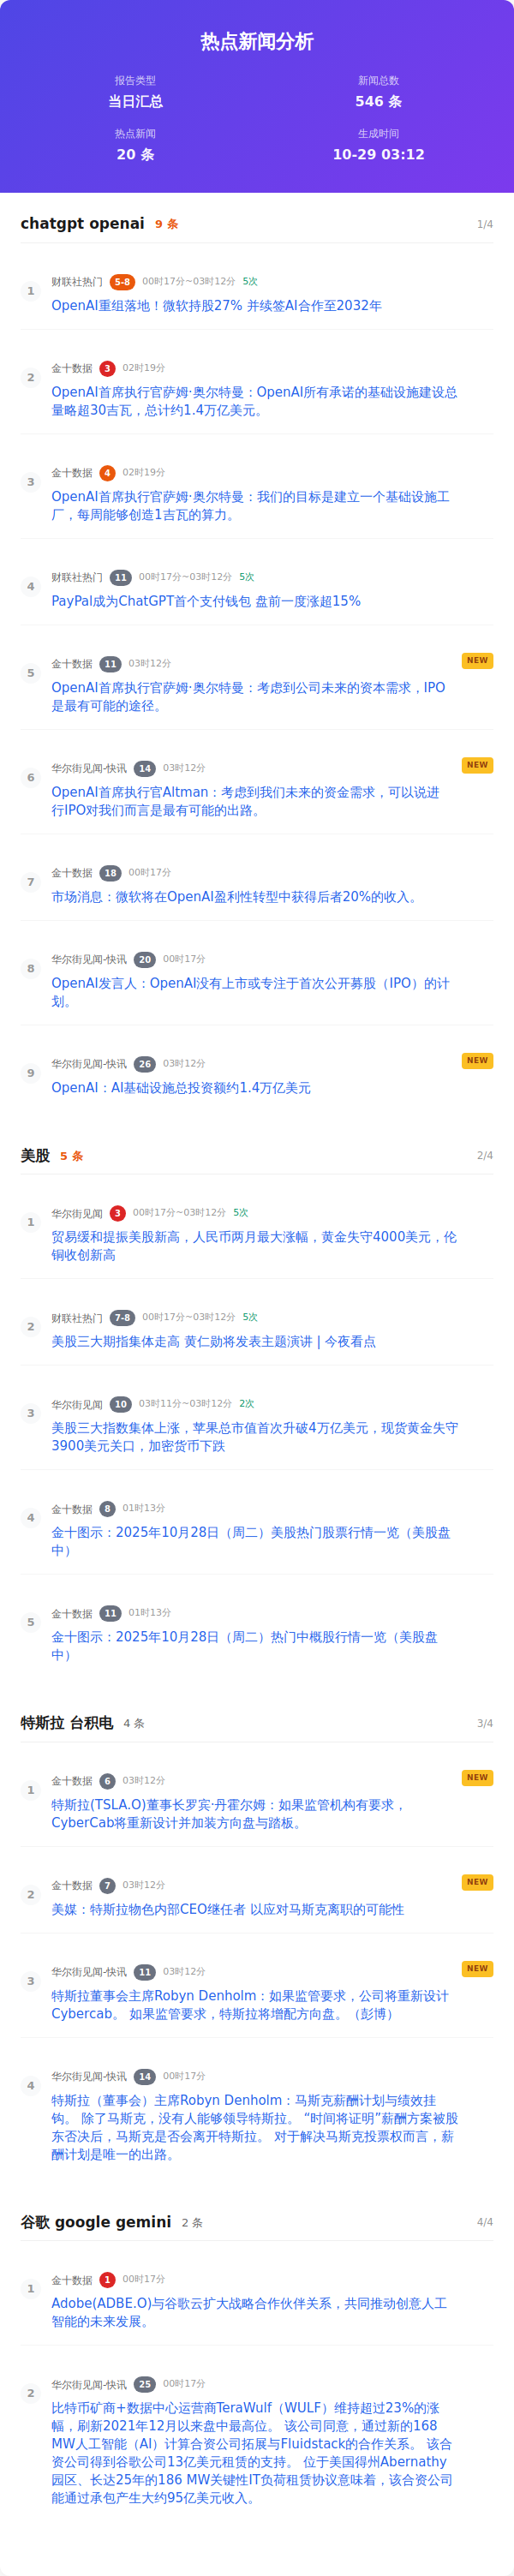 热点新闻分析
报告类型
当日汇总
新闻总数
546 条
热点新闻
20 条
生成时间
10-29 03:12
chatgpt openai 9 条 1/4
1 财联社热门 5-8 00时17分~03时12分 5次
OpenAI重组落地！微软持股27% 并续签AI合作至2032年
2 金十数据 3 02时19分
OpenAI首席执行官萨姆·奥尔特曼：OpenAI所有承诺的基础设施建设总
量略超30吉瓦，总计约1.4万亿美元。
3 金十数据 4 02时19分
OpenAI首席执行官萨姆·奥尔特曼：我们的目标是建立一个基础设施工
厂，每周能够创造1吉瓦的算力。
4 财联社热门 11 00时17分~03时12分 5次
PayPal成为ChatGPT首个支付钱包 盘前一度涨超15%
5 金十数据 11 03时12分 NEW
OpenAI首席执行官萨姆·奥尔特曼：考虑到公司未来的资本需求，IPO
是最有可能的途径。
6 华尔街见闻-快讯 14 03时12分 NEW
OpenAI首席执行官Altman：考虑到我们未来的资金需求，可以说进
行IPO对我们而言是最有可能的出路。
7 金十数据 18 00时17分
市场消息：微软将在OpenAI盈利性转型中获得后者20%的收入。
8 华尔街见闻-快讯 20 00时17分
OpenAI发言人：OpenAI没有上市或专注于首次公开募股（IPO）的计
划。
9 华尔街见闻-快讯 26 03时12分 NEW
OpenAI：AI基础设施总投资额约1.4万亿美元
美股 5 条 2/4
1 华尔街见闻 3 00时17分~03时12分 5次
贸易缓和提振美股新高，人民币两月最大涨幅，黄金失守4000美元，伦
铜收创新高
2 财联社热门 7-8 00时17分~03时12分 5次
美股三大期指集体走高 黄仁勋将发表主题演讲 | 今夜看点
3 华尔街见闻 10 03时11分~03时12分 2次
美股三大指数集体上涨，苹果总市值首次升破4万亿美元，现货黄金失守
3900美元关口，加密货币下跌
4 金十数据 8 01时13分
金十图示：2025年10月28日（周二）美股热门股票行情一览（美股盘
中）
5 金十数据 11 01时13分
金十图示：2025年10月28日（周二）热门中概股行情一览（美股盘
中）
特斯拉 台积电 4 条 3/4
1 金十数据 6 03时12分 NEW
特斯拉(TSLA.O)董事长罗宾·丹霍尔姆：如果监管机构有要求，
CyberCab将重新设计并加装方向盘与踏板。
2 金十数据 7 03时12分 NEW
美媒：特斯拉物色内部CEO继任者 以应对马斯克离职的可能性
3 华尔街见闻-快讯 11 03时12分 NEW
特斯拉董事会主席Robyn Denholm：如果监管要求，公司将重新设计
Cybercab。 如果监管要求，特斯拉将增配方向盘。（彭博）
4 华尔街见闻-快讯 14 00时17分
特斯拉（董事会）主席Robyn Denholm：马斯克薪酬计划与绩效挂
钩。 除了马斯克，没有人能够领导特斯拉。 “时间将证明”薪酬方案被股
东否决后，马斯克是否会离开特斯拉。 对于解决马斯克投票权而言，薪
酬计划是唯一的出路。
谷歌 google gemini 2 条 4/4
1 金十数据 1 00时17分
Adobe(ADBE.O)与谷歌云扩大战略合作伙伴关系，共同推动创意人工
智能的未来发展。
2 华尔街见闻-快讯 25 00时17分
比特币矿商+数据中心运营商TeraWulf（WULF）维持超过23%的涨
幅，刷新2021年12月以来盘中最高位。 该公司同意，通过新的168
MW人工智能（AI）计算合资公司拓展与Fluidstack的合作关系。 该合
资公司得到谷歌公司13亿美元租赁的支持。 位于美国得州Abernathy
园区、长达25年的186 MW关键性IT负荷租赁协议意味着，该合资公司
能通过承包产生大约95亿美元收入。